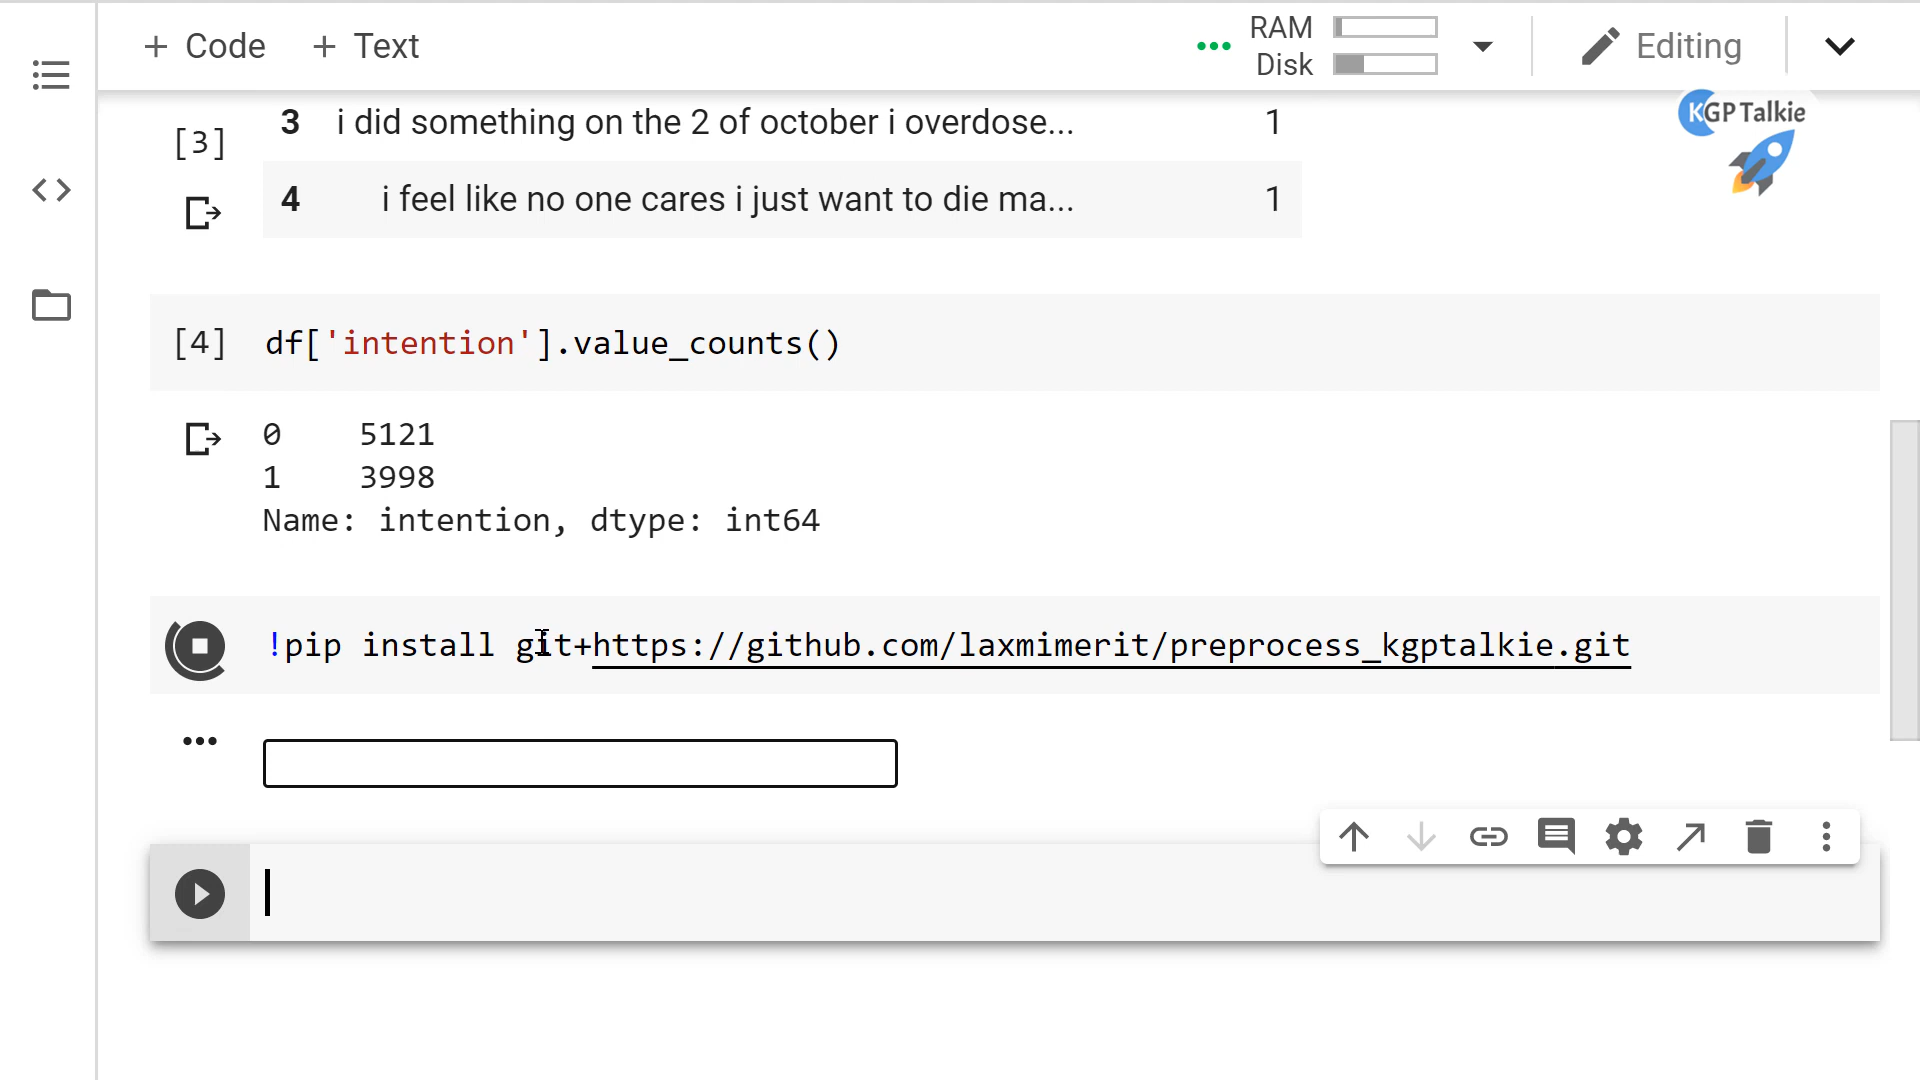 + Code + Text
RAM
Disk
Editing
KGP Talkie
[3]
3 i did something on the 2 of october i overdose... 1
4 i feel like no one cares i just want to die ma... 1
[4] df['intention'].value_counts()
0 5121
1 3998
Name: intention, dtype: int64
!pip install git+https://github.com/laxmimerit/preprocess_kgptalkie.git